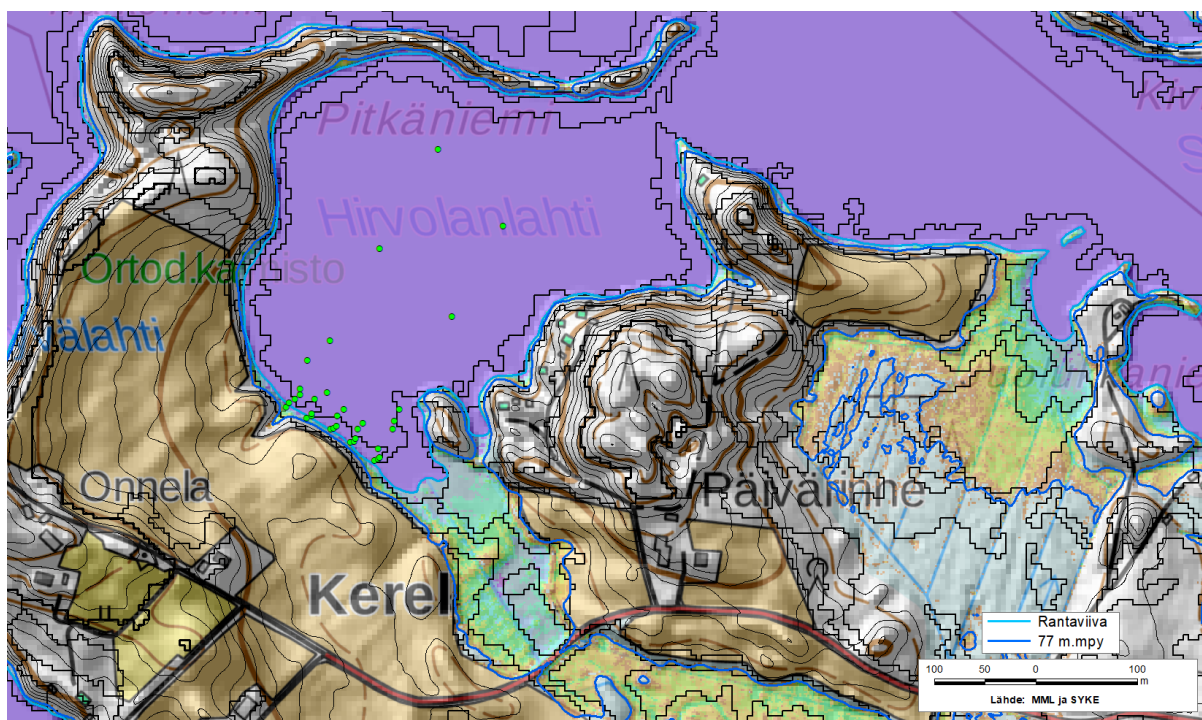 Pitkäniemi
Kiv
S
Hirvolanlahti
Ortod.ka
isto
älahti
Onnela
Päivärinne
Kerel
Rantaviiva
77 m.mpy
100 50 0 100
m
Lähde: MML ja SYKE